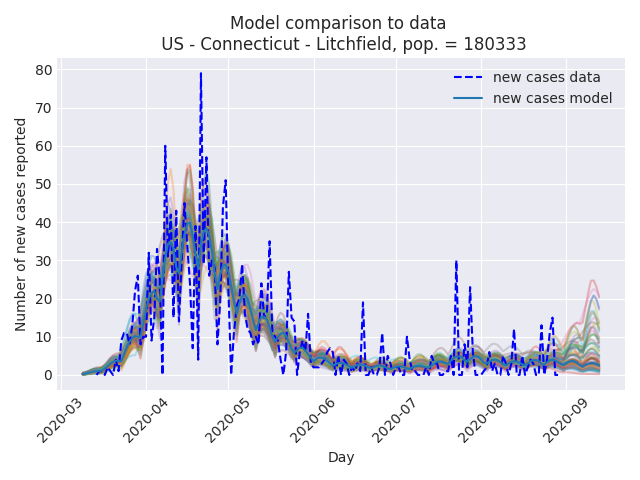 Model comparison to data
US - Connecticut - Litchfield, pop. = 180333
new cases data
new cases model
Number of new cases reported
80
70
60
50
40
30
20
10
0
2020-03
2020-04
2020-05
2020-06
2020-07
2020-08
2020-09
Day